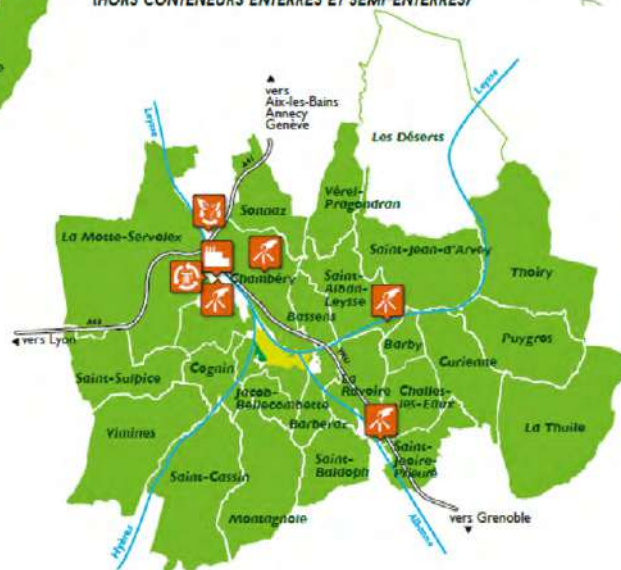 (HORS CONTENEURS ENTERRÉS ET SEMI-ENTERRÉS)
vers
Aix-les-Bains
Annecy
Genève
Leysse
Leysse
Les Déserts
A41
Sonnaz
Vérel-
Pragondran
La Motte-Servolex
Saint-Jean-d'Arvey
Chambéry
Saint-
Alban-
Leysse
Thoiry
Bassens
A43
vers Lyon
Barby
Puygros
Curienne
Cognin
Saint-Sulpice
La
Ravoire
Challes-
les-Eaux
Jacob-
Bellecombette
Barberaz
Vimines
La Thuile
Saint-
Jeoire-
Prieuré
Saint-
Baldoph
Saint-Cassin
Montagnole
vers Grenoble
Hyères
Albanne